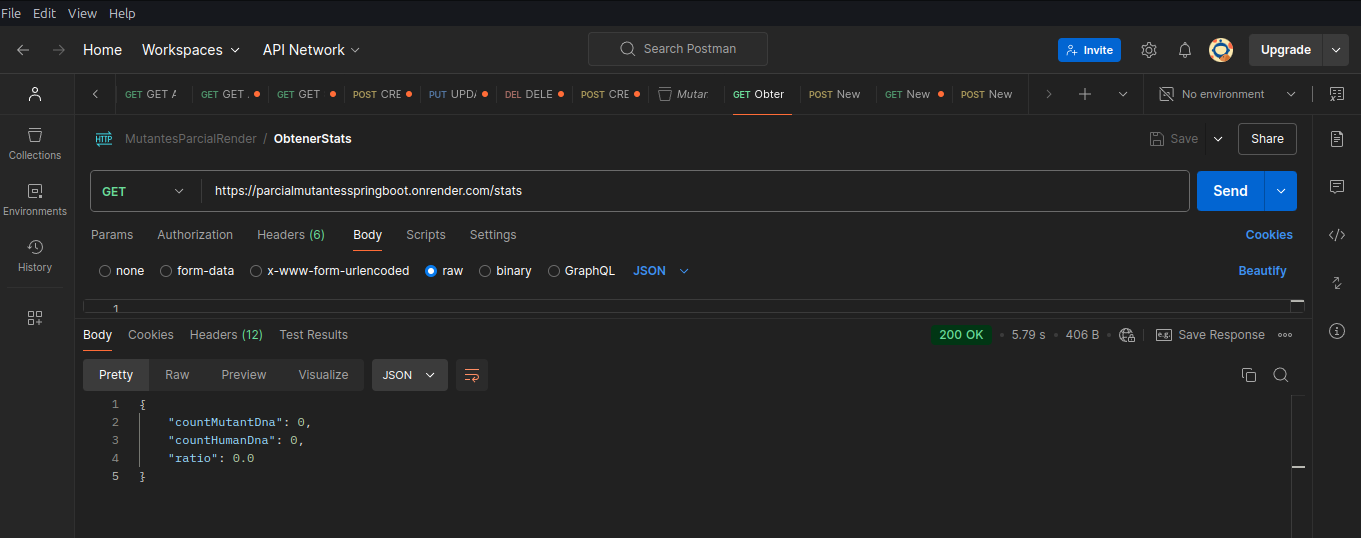 File Edit View Help
Home Workspaces API Network Search Postman Invite Upgrade
GET GET A GET GET . GET GET POST CRE PUT UPDA DEL DELE POST CRE Mutar GET Obter POST New GET New POST New No environment
MutantesParcialRender / ObtenerStats Save Share
GET https://parcialmutantesspringboot.onrender.com/stats Send
Params Authorization Headers (6) Body Scripts Settings Cookies
none form-data x-www-form-urlencoded raw binary GraphQL JSON Beautify
1
Collections
Environments
History
Body Cookies Headers (12) Test Results 200 OK 5.79 s 406 B e.g. Save Response
Pretty Raw Preview Visualize JSON
1 {
2 "countMutantDna": 0,
3 "countHumanDna": 0,
4 "ratio": 0.0
5 }